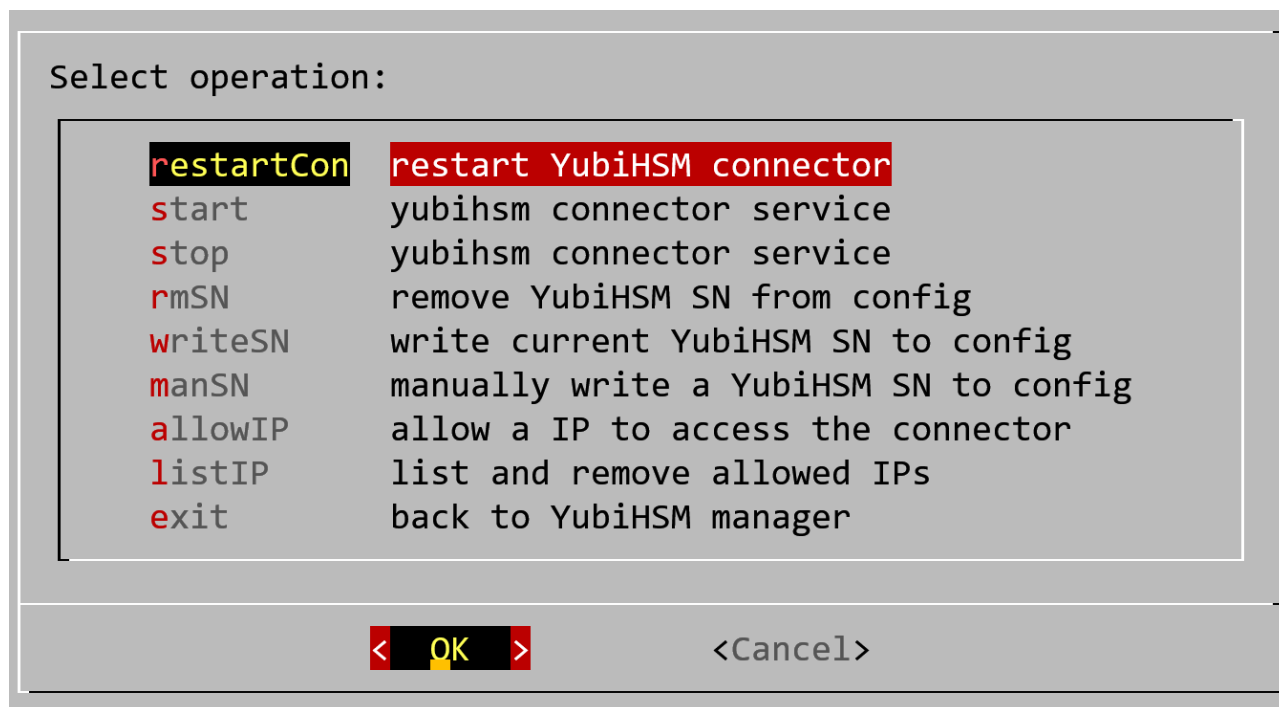 Select operation:
restartCon restart YubiHSM connector
start yubihsm connector service
stop yubihsm connector service
rmSN remove YubiHSM SN from config
writeSN write current YubiHSM SN to config
manSN manually write a YubiHSM SN to config
allowIP allow a IP to access the connector
listIP list and remove allowed IPs
exit back to YubiHSM manager
< OK > <Cancel>